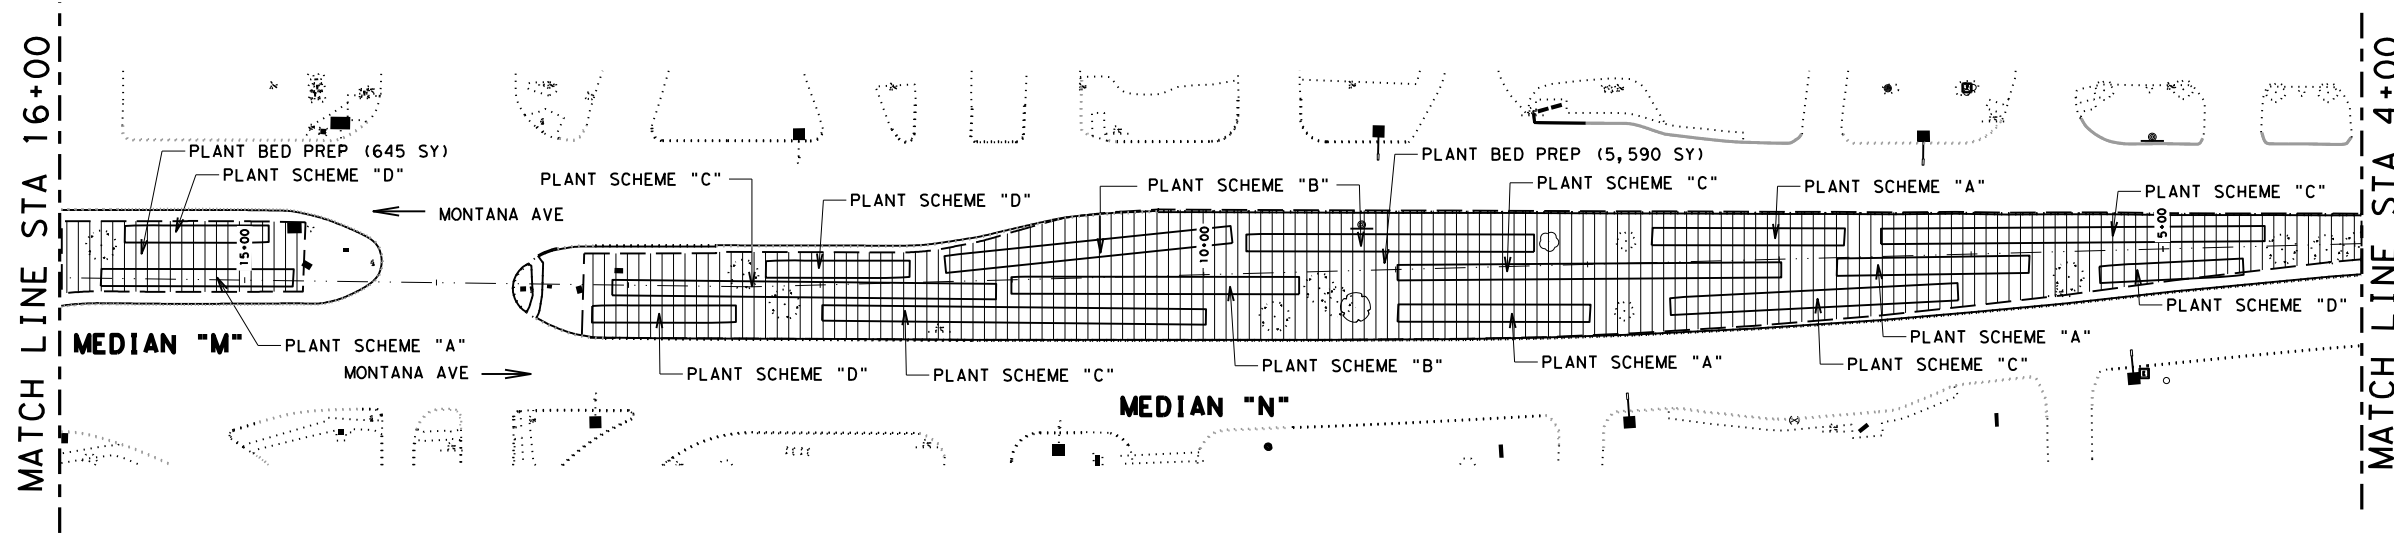 MATCH LINE STA 16+00
PLANT BED PREP (645 SY)
PLANT SCHEME "D"
MONTANA AVE
15+00
MEDIAN "M"
PLANT SCHEME "A"
MONTANA AVE
PLANT SCHEME "C"
PLANT SCHEME "D"
PLANT SCHEME "B"
PLANT BED PREP (5,590 SY)
PLANT SCHEME "C"
PLANT SCHEME "A"
PLANT SCHEME "C"
10+00
5+00
PLANT SCHEME "D"
PLANT SCHEME "C"
PLANT SCHEME "B"
PLANT SCHEME "A"
PLANT SCHEME "C"
PLANT SCHEME "A"
PLANT SCHEME "D"
MEDIAN "N"
MATCH LINE STA 4+00